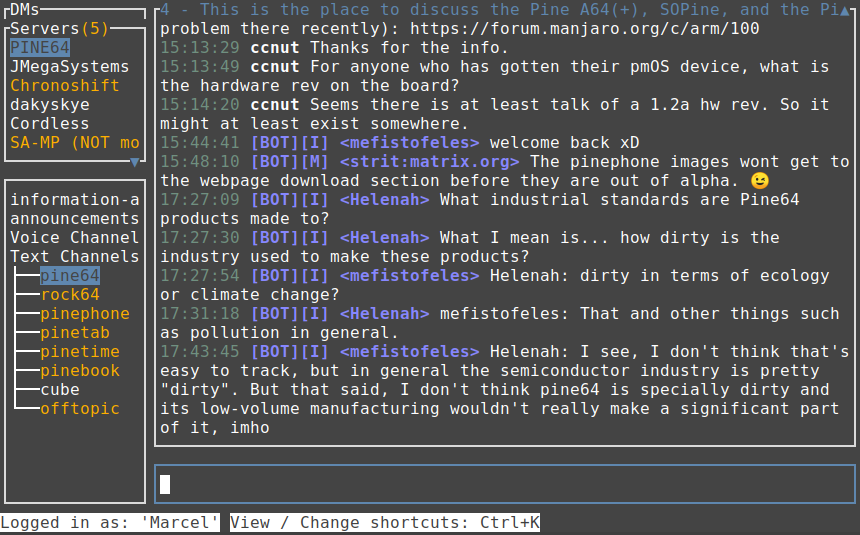 DMs
Servers(5)
PINE64
JMegaSystems
Chronoshift
dakyskye
Cordless
SA-MP (NOT mo
information-a
announcements
Voice Channel
Text Channels
pine64
rock64
pinephone
pinetab
pinetime
pinebook
cube
offtopic
4 - This is the place to discuss the Pine A64(+), SOPine, and the Pi
problem there recently): https://forum.manjaro.org/c/arm/100
15:13:29 ccnut Thanks for the info.
15:13:49 ccnut For anyone who has gotten their pmOS device, what is
the hardware rev on the board?
15:14:20 ccnut Seems there is at least talk of a 1.2a hw rev. So it
might at least exist somewhere.
15:44:41 [BOT][I] <mefistofeles> welcome back xD
15:48:10 [BOT][M] <strit:matrix.org> The pinephone images wont get to
the webpage download section before they are out of alpha. 😉
17:27:09 [BOT][I] <Helenah> What industrial standards are Pine64
products made to?
17:27:30 [BOT][I] <Helenah> What I mean is... how dirty is the
industry used to make these products?
17:27:54 [BOT][I] <mefistofeles> Helenah: dirty in terms of ecology
or climate change?
17:31:18 [BOT][I] <Helenah> mefistofeles: That and other things such
as pollution in general.
17:43:45 [BOT][I] <mefistofeles> Helenah: I see, I don't think that's
easy to track, but in general the semiconductor industry is pretty
"dirty". But that said, I don't think pine64 is specially dirty and
its low-volume manufacturing wouldn't really make a significant part
of it, imho
Logged in as: 'Marcel' View / Change shortcuts: Ctrl+K